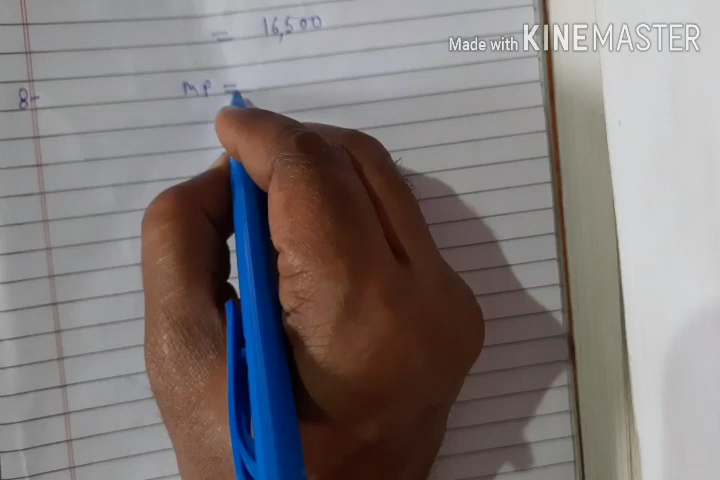 = 16,500
Made with KINEMASTER
8- MP =